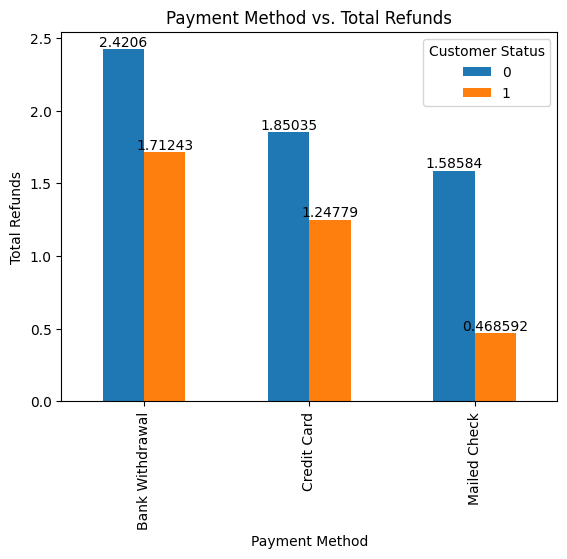 Payment Method vs. Total Refunds
Customer Status
0
1
2.4206
1.71243
1.85035
1.24779
1.58584
0.468592
2.5
2.0
1.5
1.0
0.5
0.0
Total Refunds
Bank Withdrawal
Credit Card
Mailed Check
Payment Method